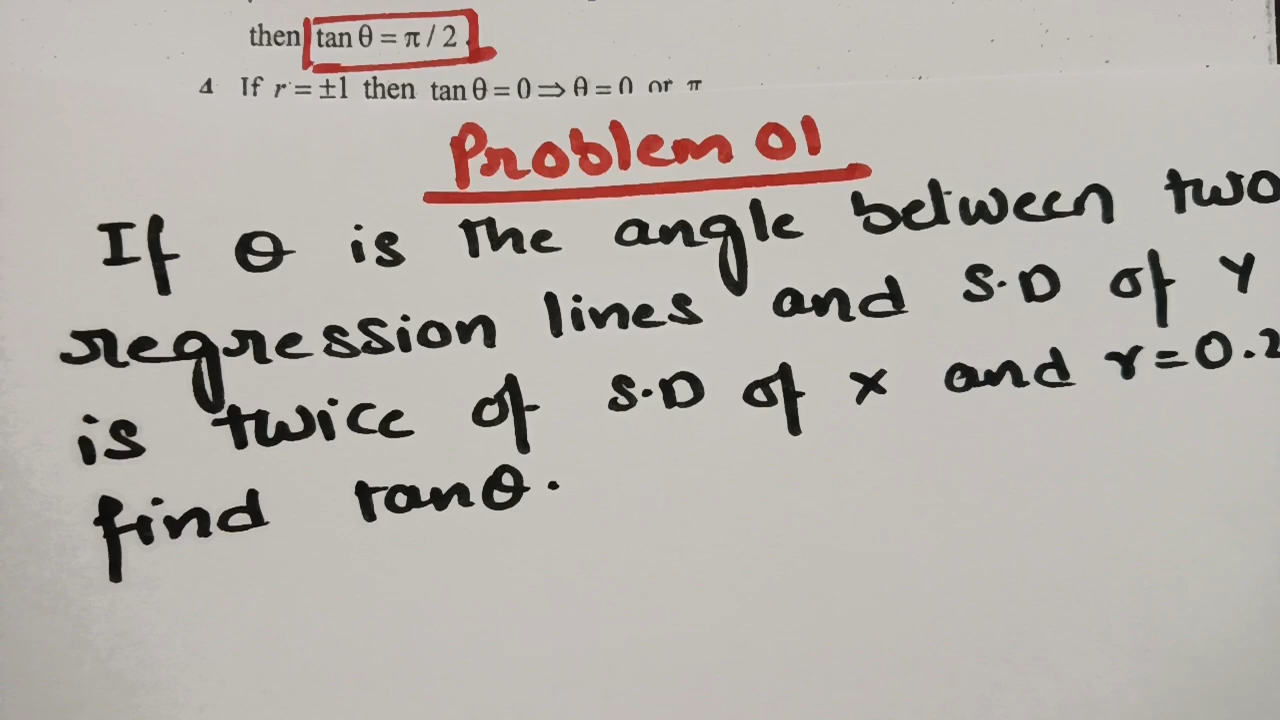 then tan θ = π / 2
4 If r = ±1 then tan θ = 0 ⇒ θ = 0 or π
Problem 01
If θ is the angle between two
regression lines and S.D of Y
is twice of S.D of X and r=0.2
find tanθ.